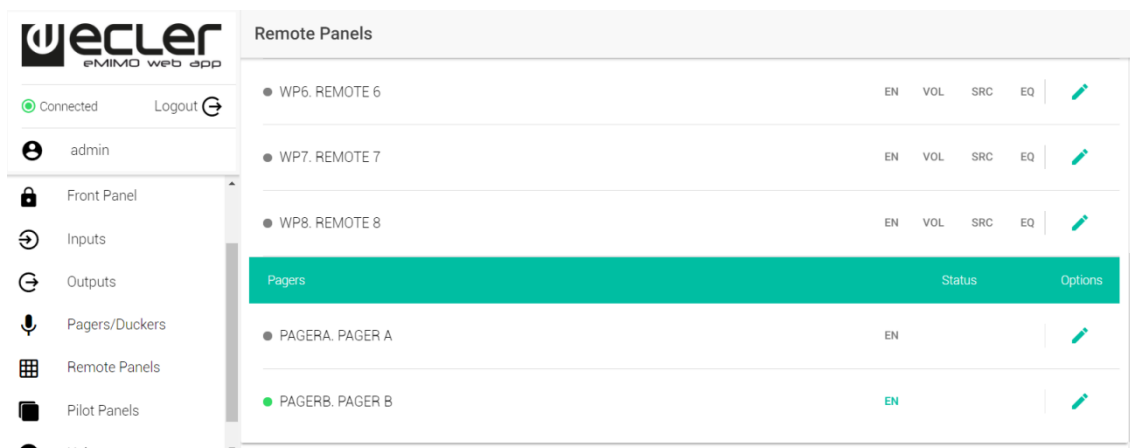 ecler
eMIMO web app
Connected Logout
admin
Front Panel
Inputs
Outputs
Pagers/Duckers
Remote Panels
Pilot Panels
Remote Panels
WP6. REMOTE 6 EN VOL SRC EQ
WP7. REMOTE 7 EN VOL SRC EQ
WP8. REMOTE 8 EN VOL SRC EQ
Pagers Status Options
PAGERA. PAGER A EN
PAGERB. PAGER B EN